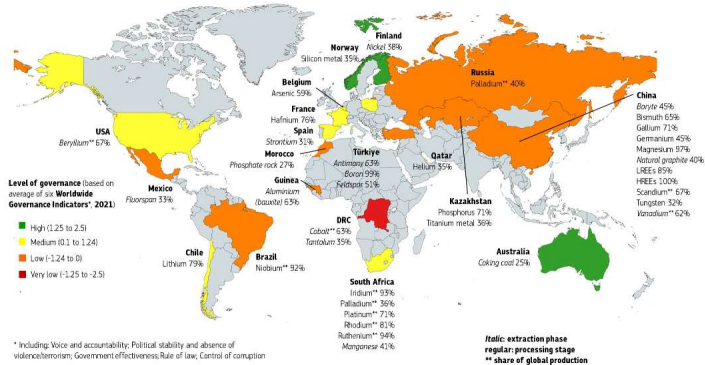 Finland
Nickel 38%
Norway
Silicon metal 35%
Belgium
Arsenic 59%
France
Hafnium 76%
Spain
Strontium 31%
Morocco
Phosphate rock 27%
Guinea
Aluminium
(bauxite) 63%
Türkiye
Antimony 63%
Boron 99%
Feldspar 51%
Qatar
Helium 35%
Russia
Palladium** 40%
China
Baryte 45%
Bismuth 65%
Gallium 71%
Germanium 45%
Magnesium 97%
Natural graphite 40%
LREEs 85%
HREEs 100%
Scandium** 67%
Tungsten 32%
Vanadium** 62%
Kazakhstan
Phosphorus 71%
Titanium metal 36%
USA
Beryllium** 67%
Mexico
Fluorspar 33%
DRC
Cobalt** 63%
Tantalum 35%
Chile
Lithium 79%
Brazil
Niobium** 92%
South Africa
Iridium** 93%
Palladium** 36%
Platinum** 71%
Rhodium** 81%
Ruthenium** 94%
Manganese 41%
Australia
Coking coal 25%
Level of governance (based on
average of six Worldwide
Governance Indicators*, 2021)
High (1.25 to 2.5)
Medium (0.1 to 1.24)
Low (-1.24 to 0)
Very low (-1.25 to -2.5)
* Including: Voice and accountability; Political stability and absence of
violence/terrorism; Government effectiveness; Rule of law; Control of corruption
Italic: extraction phase
regular: processing stage
** share of global production